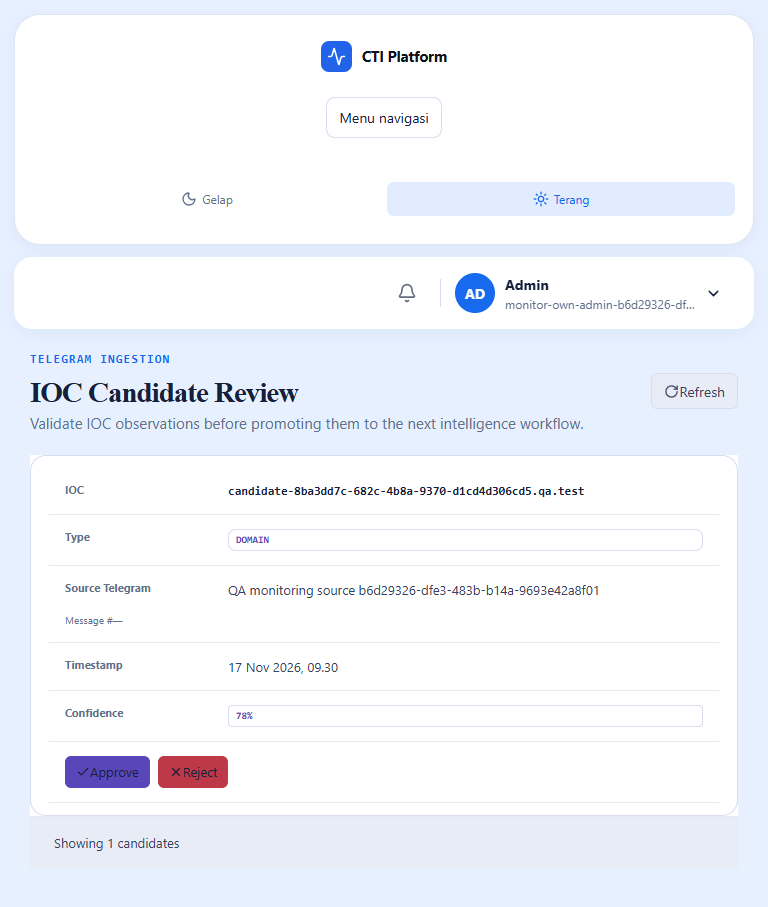 CTI Platform
Menu navigasi
Gelap
Terang
AD
Admin
monitor-own-admin-b6d29326-df...
TELEGRAM INGESTION
IOC Candidate Review
Refresh
Validate IOC observations before promoting them to the next intelligence workflow.
IOC
candidate-8ba3dd7c-682c-4b8a-9370-d1cd4d306cd5.qa.test
Type
DOMAIN
Source Telegram
QA monitoring source b6d29326-dfe3-483b-b14a-9693e42a8f01
Message #—
Timestamp
17 Nov 2026, 09.30
Confidence
78%
Approve
Reject
Showing 1 candidates